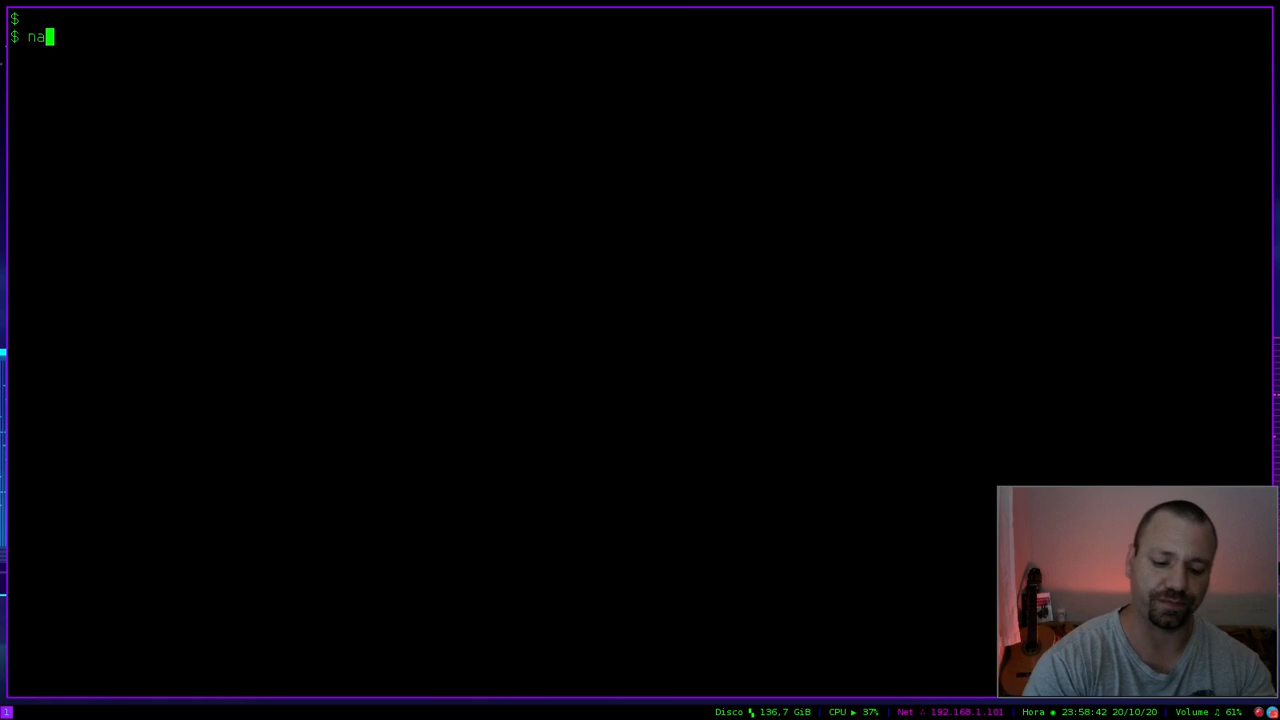 $
$ na
1 Disco 136,7 GiB | CPU ▶ 37% | Net 192.168.1.101 | Hora ◉ 23:58:42 20/10/20 | Volume ♫ 61%